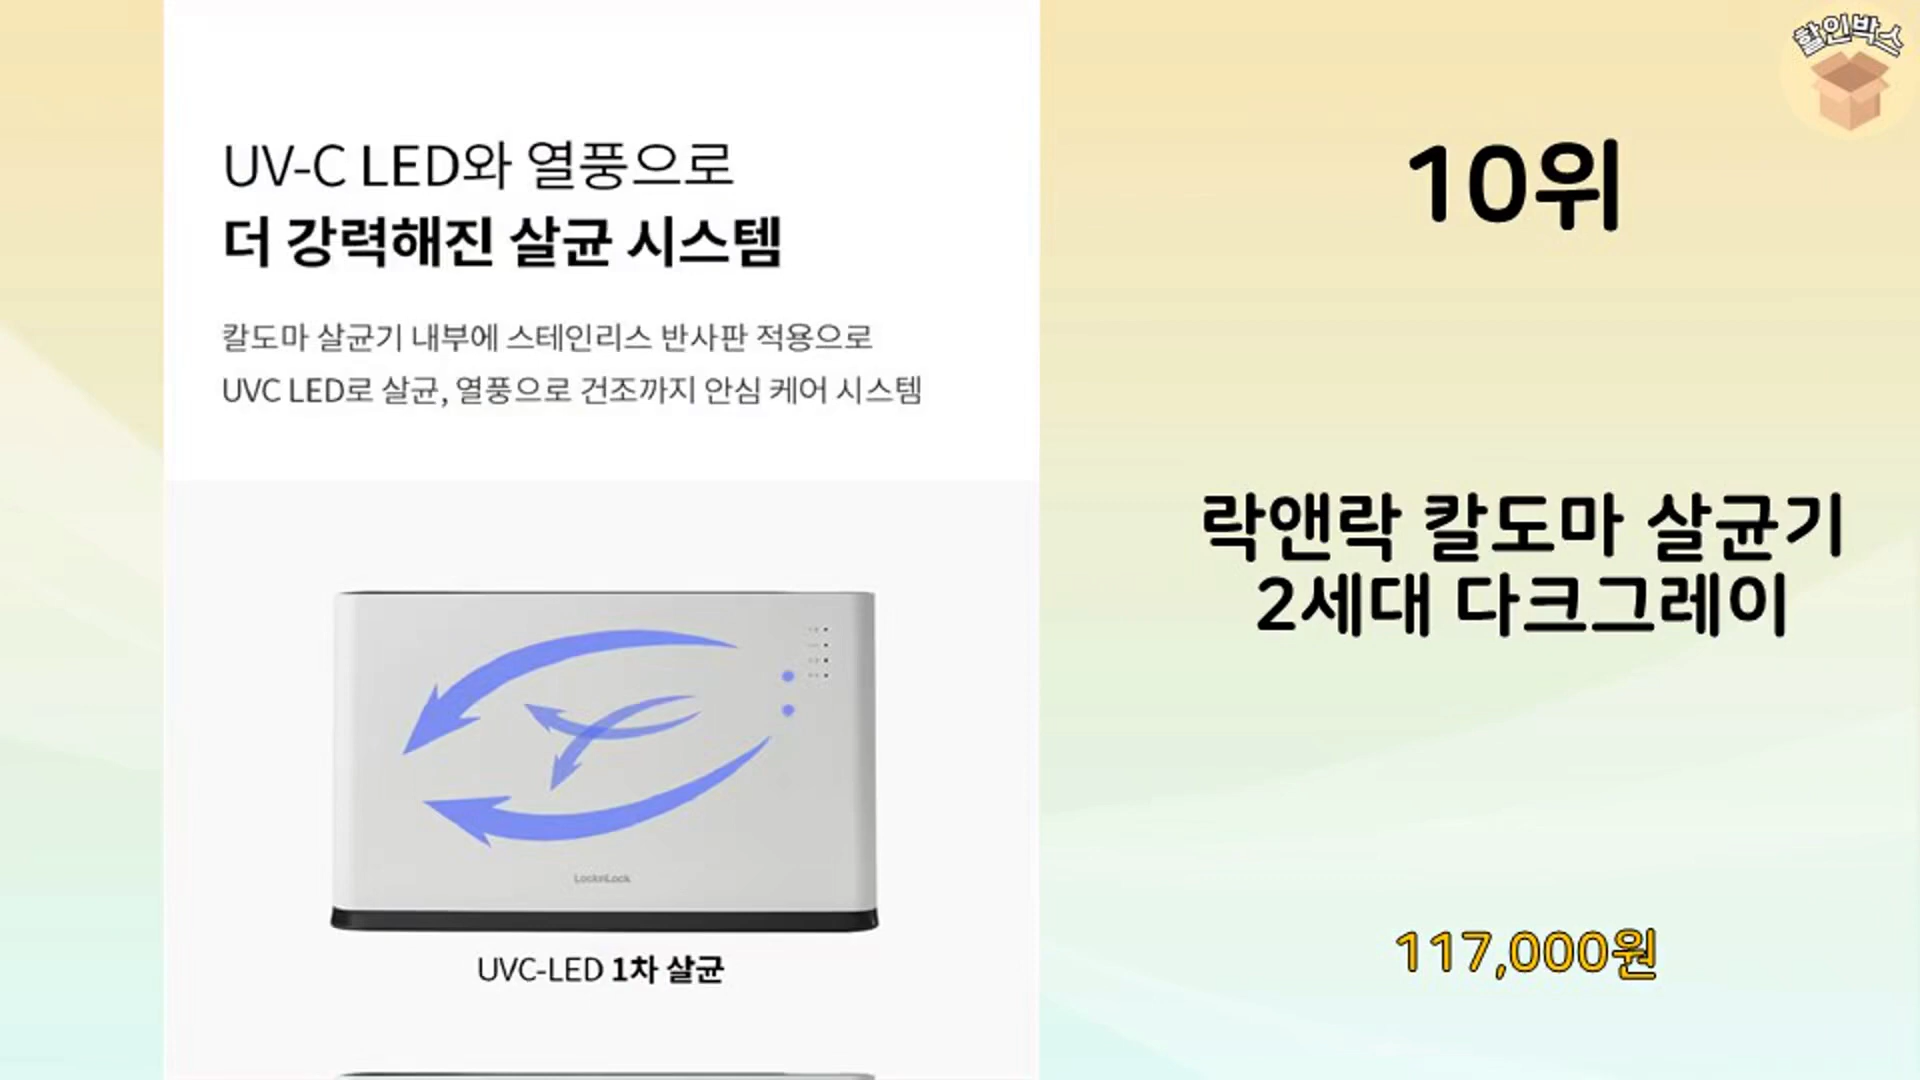 UV-C LED와 열풍으로
더 강력해진 살균 시스템
칼도마 살균기 내부에 스테인리스 반사판 적용으로
UVC LED로 살균, 열풍으로 건조까지 안심 케어 시스템
LocknLock
UVC-LED 1차 살균
할인박스
10위
락앤락 칼도마 살균기
2세대 다크그레이
117,000원